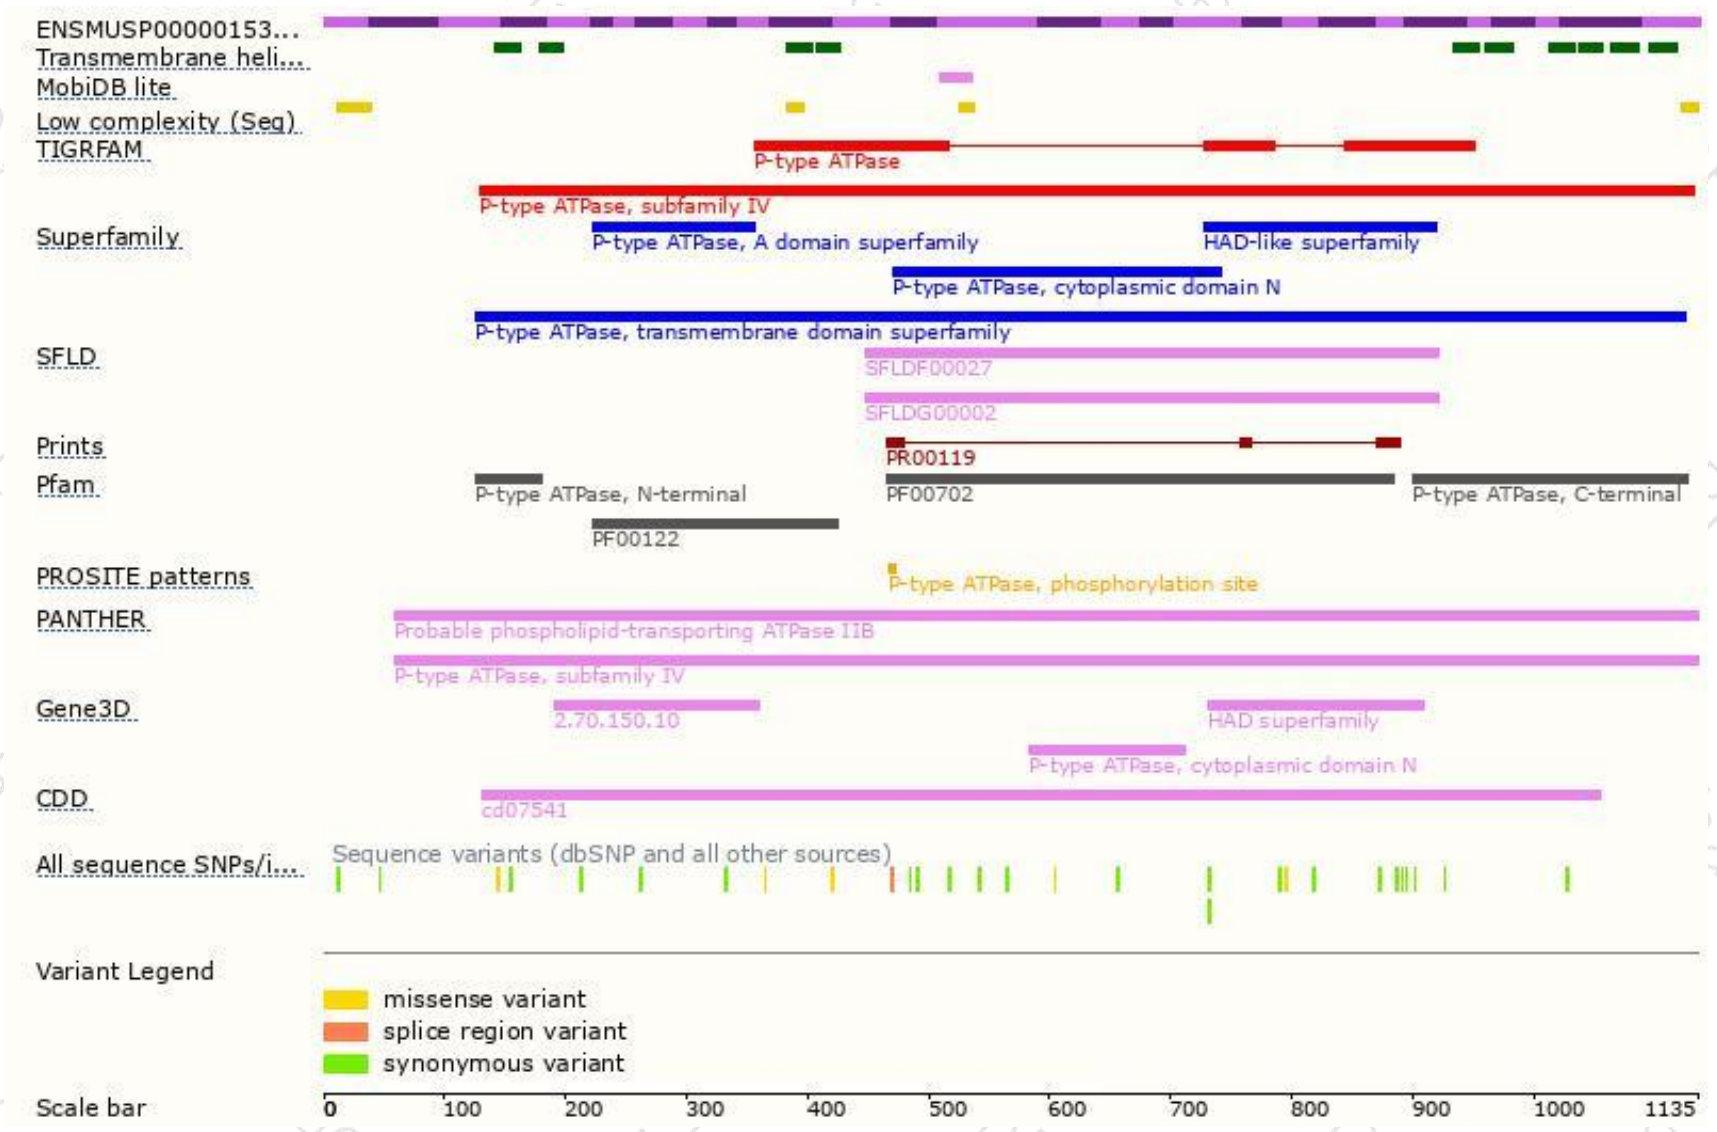 ENSMUSP00000153...
Transmembrane heli...
MobiDB lite
Low complexity (Seg)
TIGRFAM
P-type ATPase
P-type ATPase, subfamily IV
Superfamily
P-type ATPase, A domain superfamily
HAD-like superfamily
P-type ATPase, cytoplasmic domain N
P-type ATPase, transmembrane domain superfamily
SFLD
SFLDF00027
SFLDG00002
Prints
PR00119
Pfam
P-type ATPase, N-terminal
PF00702
P-type ATPase, C-terminal
PF00122
PROSITE patterns
P-type ATPase, phosphorylation site
PANTHER
Probable phospholipid-transporting ATPase IIB
P-type ATPase, subfamily IV
Gene3D
2.70.150.10
HAD superfamily
P-type ATPase, cytoplasmic domain N
CDD
cd07541
All sequence SNPs/i...
Sequence variants (dbSNP and all other sources)
Variant Legend
missense variant
splice region variant
synonymous variant
Scale bar
0 100 200 300 400 500 600 700 800 900 1000 1135